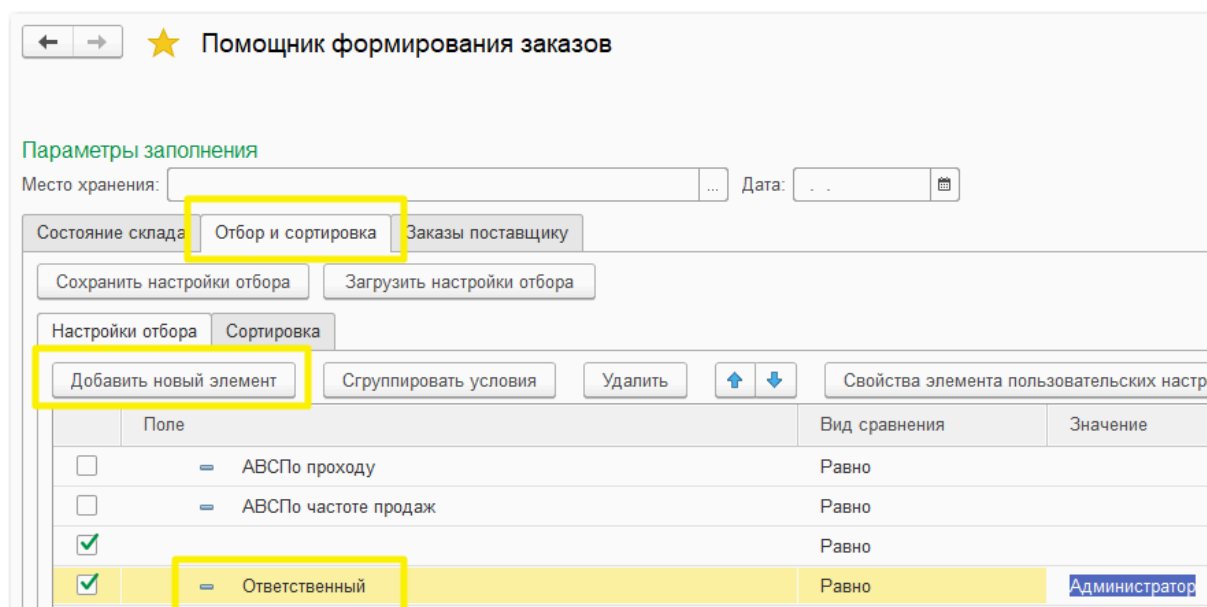 Помощник формирования заказов
Параметры заполнения
Место хранения: ... Дата: . .
Состояние склада Отбор и сортировка Заказы поставщику
Сохранить настройки отбора Загрузить настройки отбора
Настройки отбора Сортировка
Добавить новый элемент Сгруппировать условия Удалить Свойства элемента пользовательских настр
Поле Вид сравнения Значение
АВСПо проходу Равно
АВСПо частоте продаж Равно
Равно
Ответственный Равно Администратор